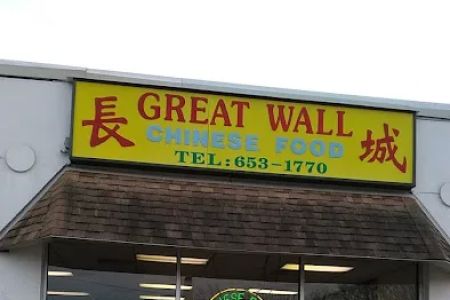 長 GREAT WALL 城
CHINESE FOOD
TEL:653-1770